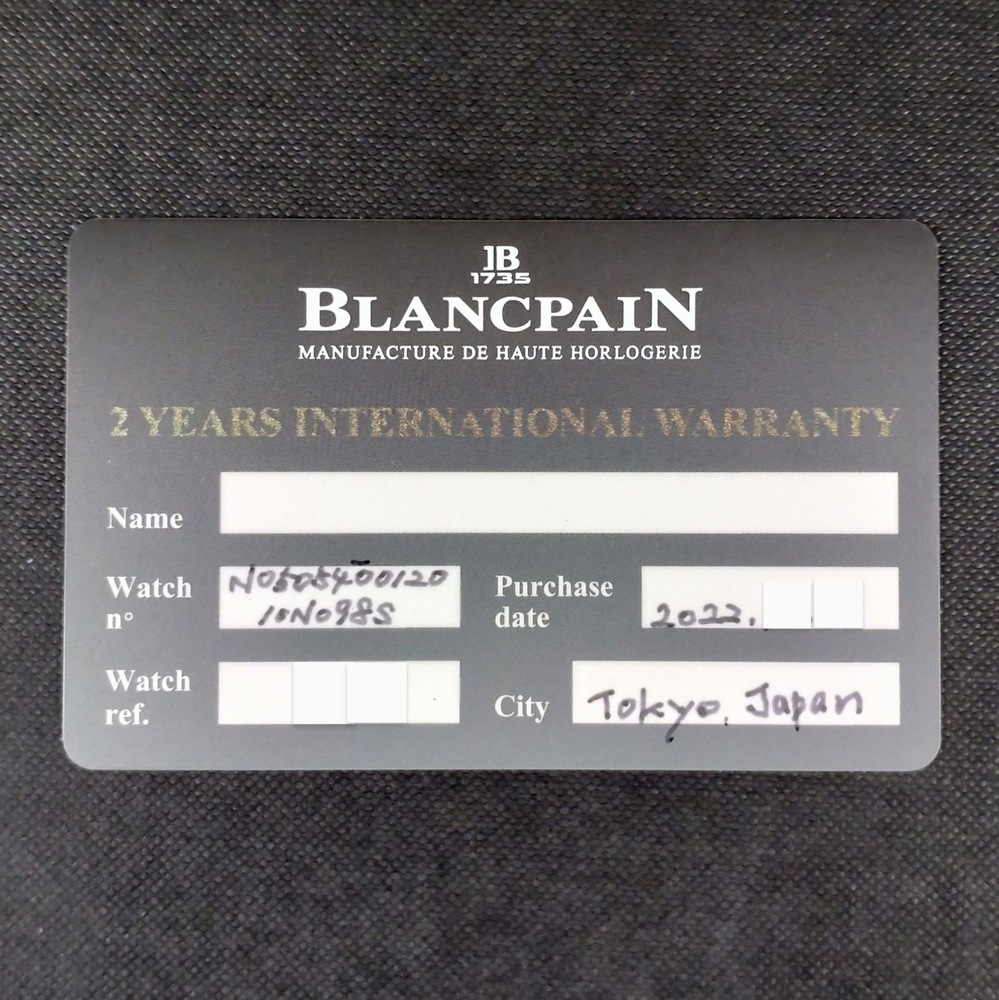 JB
1735
BLANCPAIN
MANUFACTURE DE HAUTE HORLOGERIE
2 YEARS INTERNATIONAL WARRANTY
Name
Watch n° N0505400120
10N098S
Purchase date 2022.
Watch ref.
City Tokyo, Japan